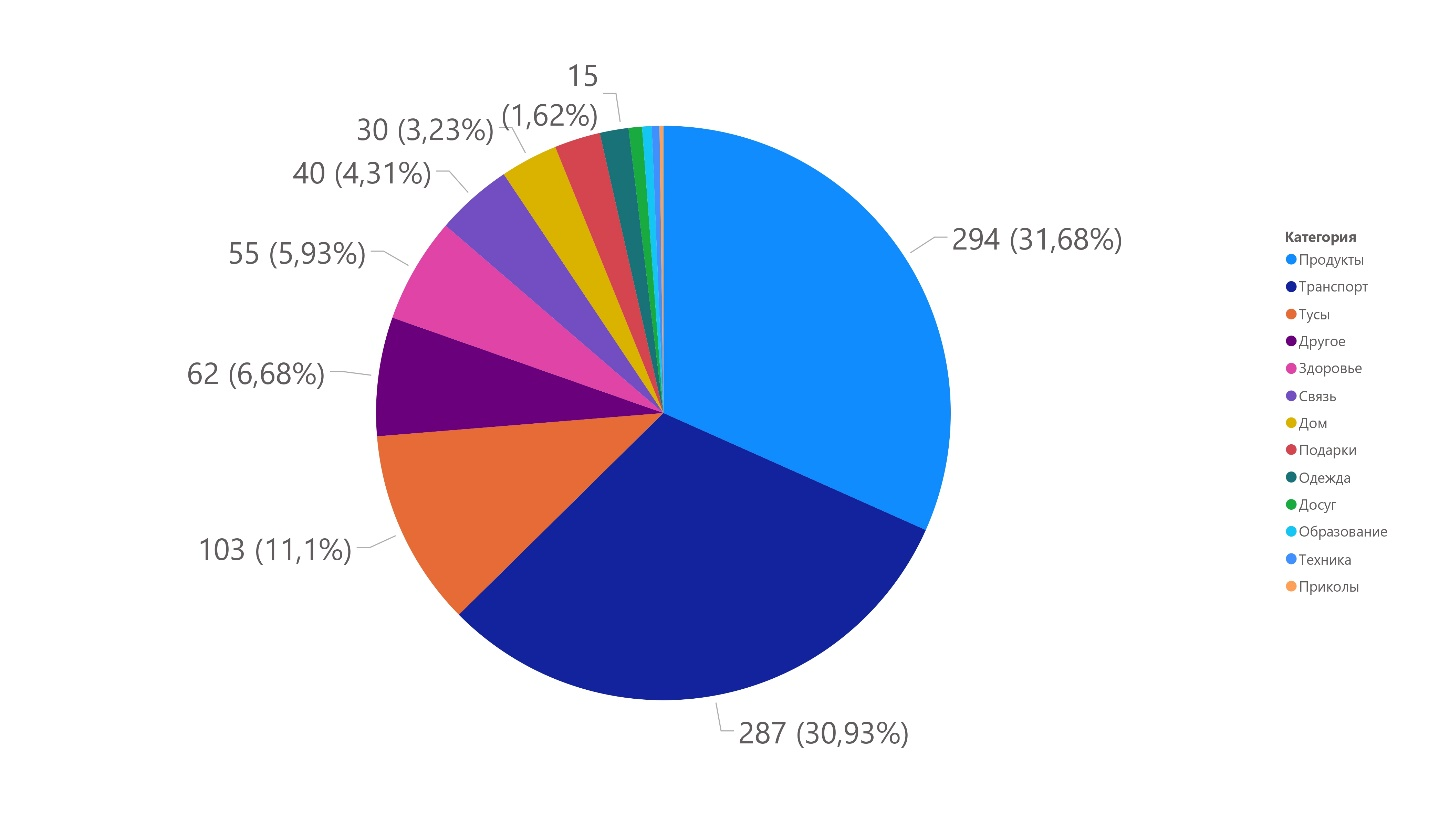 15
(1,62%)
30 (3,23%)
40 (4,31%)
55 (5,93%)
62 (6,68%)
103 (11,1%)
287 (30,93%)
294 (31,68%)
Категория
Продукты
Транспорт
Тусы
Другое
Здоровье
Связь
Дом
Подарки
Одежда
Досуг
Образование
Техника
Приколы